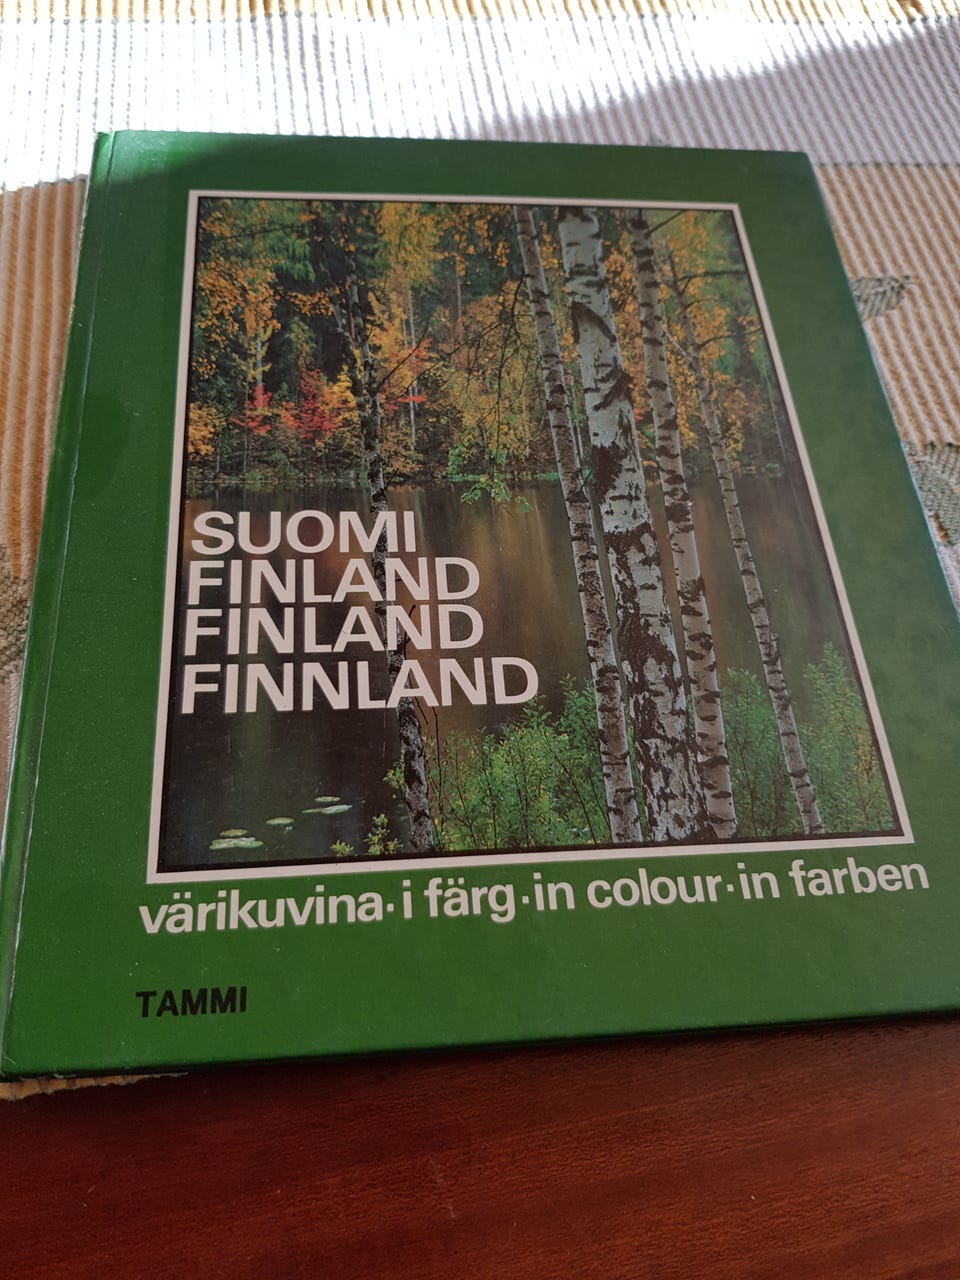 SUOMI
FINLAND
FINLAND
FINNLAND
värikuvina·i färg·in colour·in farben
TAMMI